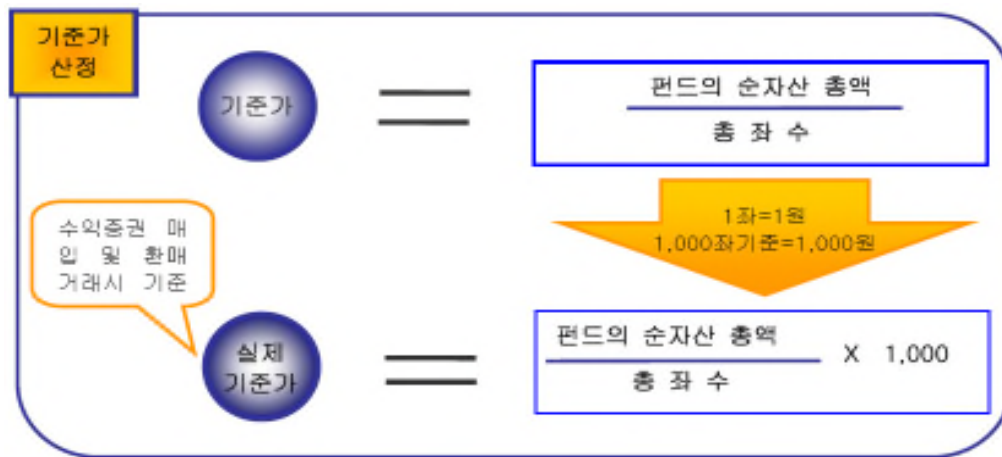 기준가
산정
기준가
펀드의 순자산 총액
총 좌 수
1좌=1원
1,000좌기준=1,000원
수익증권 매
입 및 환매
거래시 기준
실제
기준가
펀드의 순자산 총액
총 좌 수
X 1,000